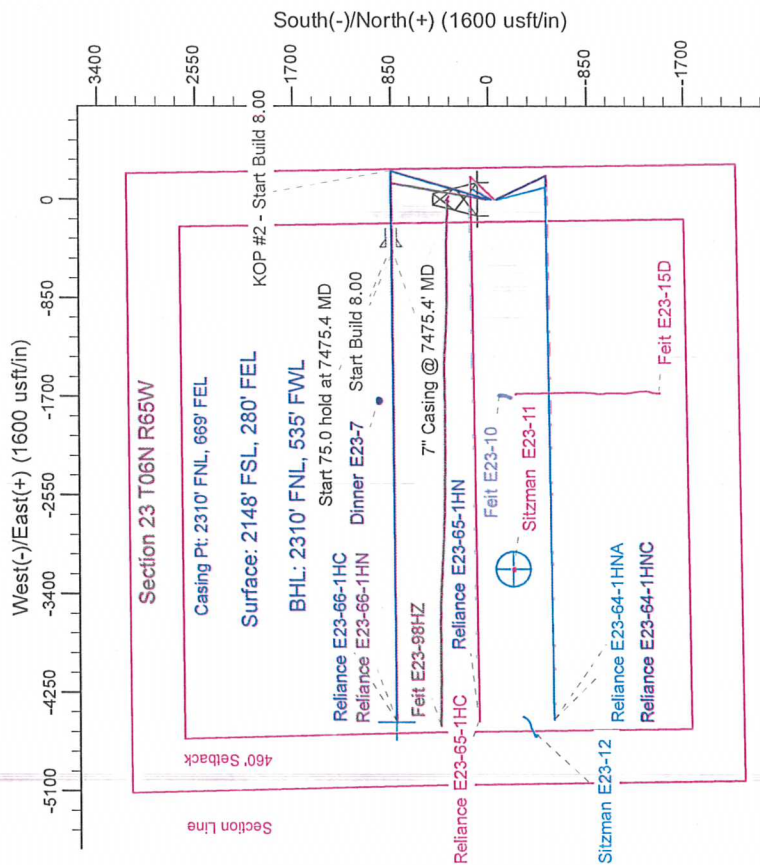 South(-)/North(+) (1600 usft/in)
3400
2550
1700
850
0
-850
-1700
West(-)/East(+) (1600 usft/in)
0
-850
-1700
-2550
-3400
-4250
-5100
KOP #2 - Start Build 8.00
Section 23 T06N R65W
Casing Pt: 2310' FNL, 669' FEL
Surface: 2148' FSL, 280' FEL
BHL: 2310' FNL, 535' FWL
Start 75.0 hold at 7475.4 MD
Start Build 8.00
Dinner E23-7
7" Casing @ 7475.4' MD
Reliance E23-66-1HC
Reliance E23-66-1HN
Feit E23-98HZ
Reliance E23-65-1HN
Reliance E23-65-1HC
Feit E23-10
Sitzman E23-11
Feit E23-15D
Reliance E23-64-1HNA
Reliance E23-64-1HNC
Sitzman E23-12
460' Setback
Section Line